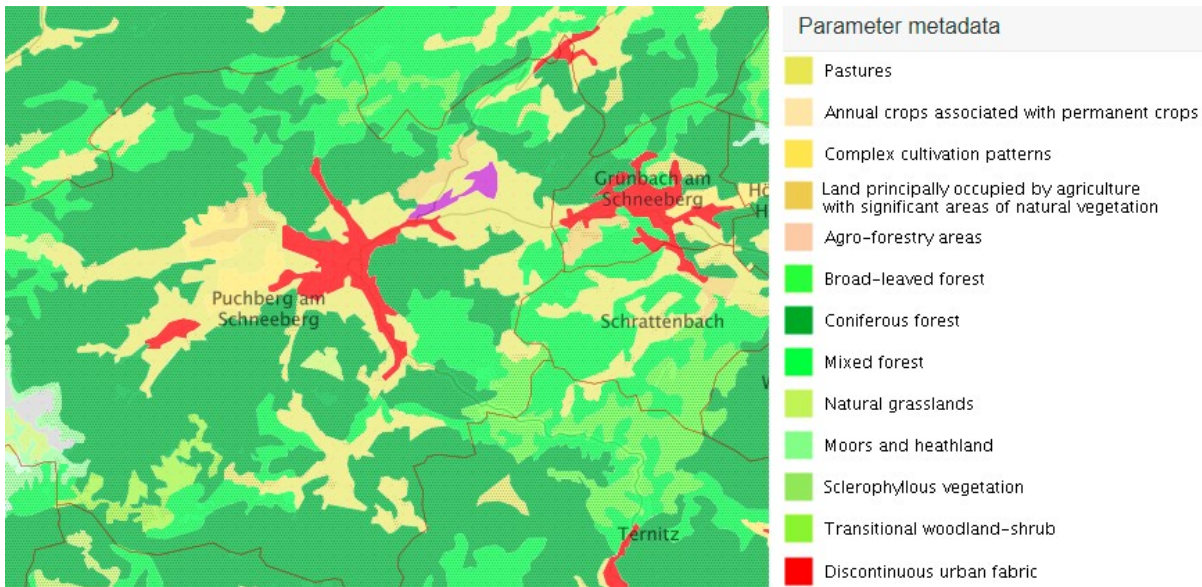 Parameter metadata
Pastures
Annual crops associated with permanent crops
Complex cultivation patterns
Land principally occupied by agriculture
with significant areas of natural vegetation
Agro-forestry areas
Broad-leaved forest
Coniferous forest
Mixed forest
Natural grasslands
Moors and heathland
Sclerophyllous vegetation
Transitional woodland-shrub
Discontinuous urban fabric
Grünbach am
Schneeberg
Hö
H
Puchberg am
Schneeberg
Schrattenbach
W
Ternitz